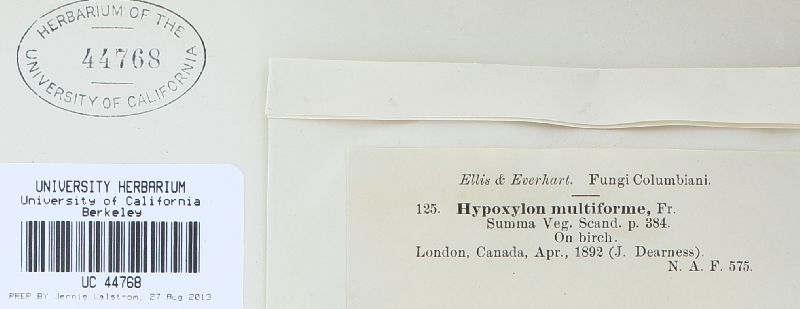 HERBARIUM OF THE
44768
UNIVERSITY OF CALIFORNIA
UNIVERSITY HERBARIUM
University of California
Berkeley
UC 44768
PREP BY Jennie Walstrom, 27 Aug 2013
Ellis & Everhart. Fungi Columbiani.
125. Hypoxylon multiforme, Fr.
Summa Veg. Scand. p. 384.
On birch.
London, Canada, Apr., 1892 (J. Dearness).
N. A. F. 575.